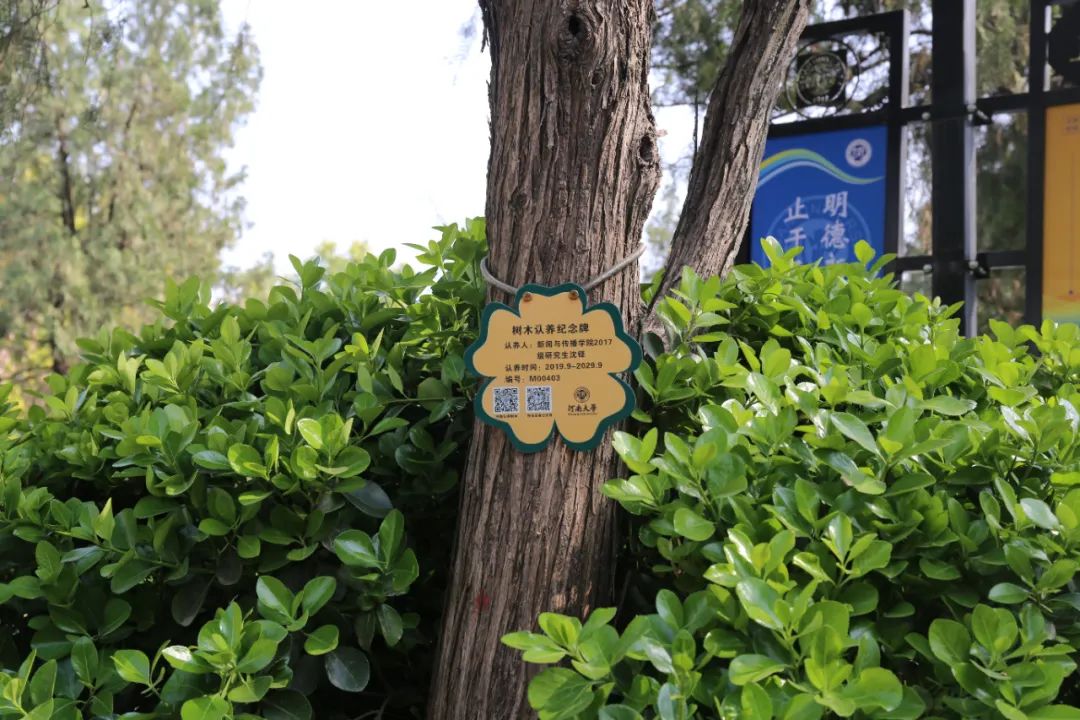 树木认养纪念牌
认养人：新闻与传播学院2017
级研究生沈铎
认养时间：2019.9-2029.9
编号：M00403
河南大学
明德
止于